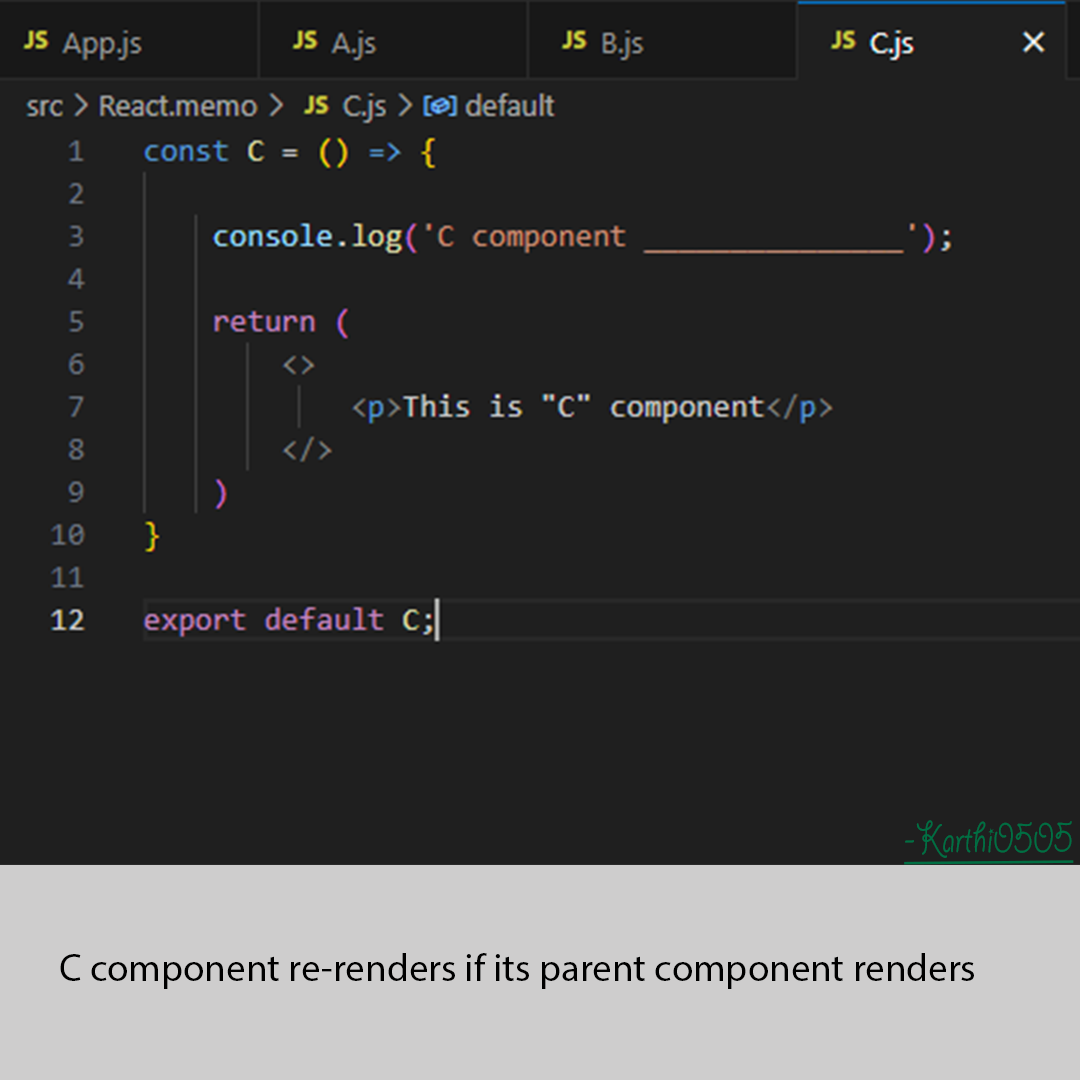 JS App.js JS A.js JS B.js JS C.js ×
src > React.memo > JS C.js > default
1 const C = () => {
2
3 console.log('C component _______________');
4
5 return (
6 <>
7 <p>This is "C" component</p>
8 </>
9 )
10 }
11
12 export default C;
-Karthi0505
C component re-renders if its parent component renders